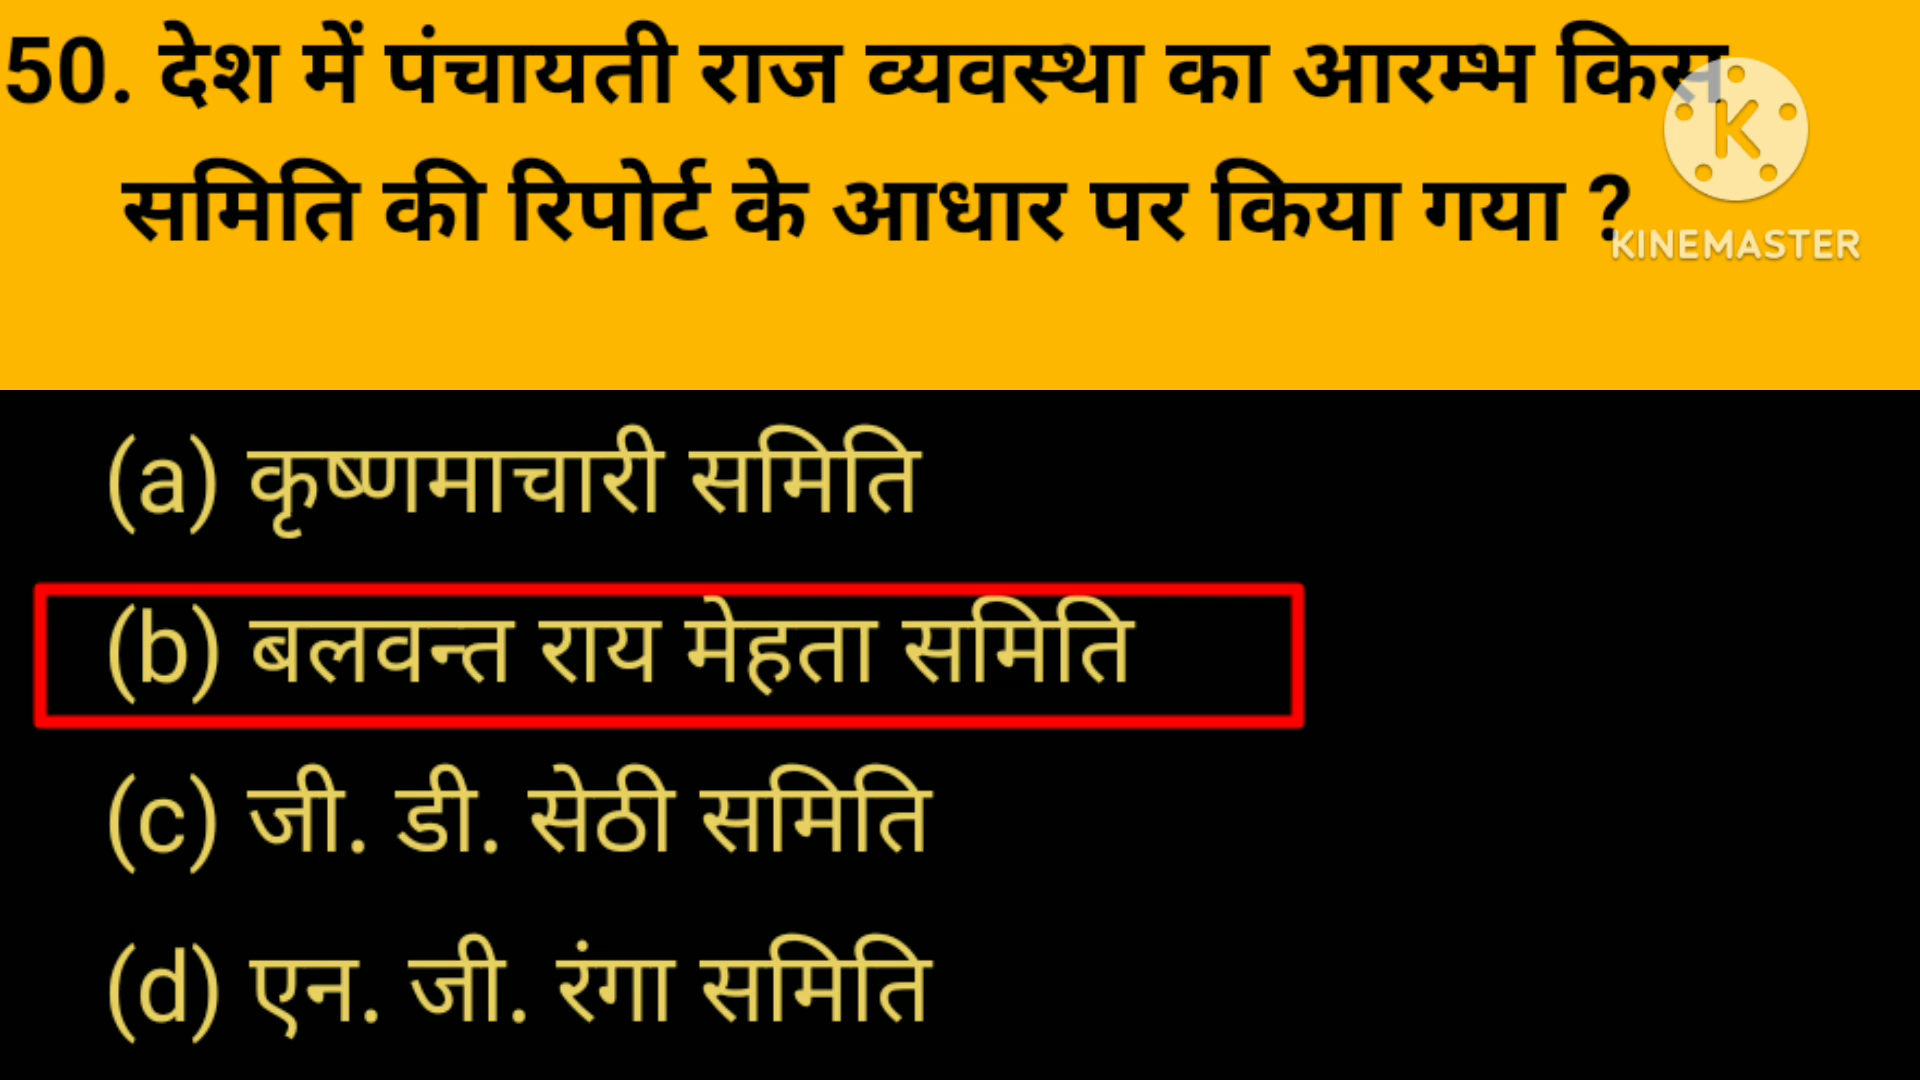 50. देश में पंचायती राज व्यवस्था का आरम्भ किस
समिति की रिपोर्ट के आधार पर किया गया ?
K
KINEMASTER
(a) कृष्णमाचारी समिति
(b) बलवन्त राय मेहता समिति
(c) जी. डी. सेठी समिति
(d) एन. जी. रंगा समिति